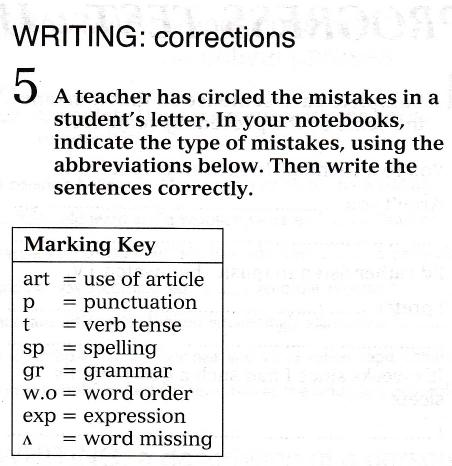 WRITING: corrections
5 A teacher has circled the mistakes in a
student's letter. In your notebooks,
indicate the type of mistakes, using the
abbreviations below. Then write the
sentences correctly.
Marking Key
art = use of article
p = punctuation
t = verb tense
sp = spelling
gr = grammar
w.o = word order
exp = expression
ʌ = word missing